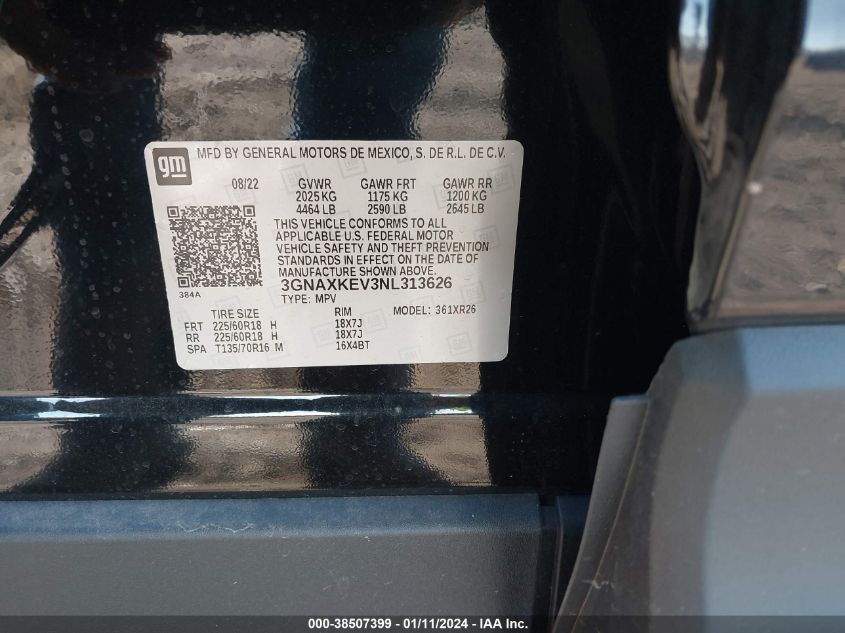 gm MFD BY GENERAL MOTORS DE MEXICO, S. DE R.L. DE C.V.
08/22 GVWR GAWR FRT GAWR RR
2025 KG 1175 KG 1200 KG
4464 LB 2590 LB 2645 LB
THIS VEHICLE CONFORMS TO ALL
APPLICABLE U.S. FEDERAL MOTOR
VEHICLE SAFETY AND THEFT PREVENTION
STANDARDS IN EFFECT ON THE DATE OF
MANUFACTURE SHOWN ABOVE.
384A
3GNAXKEV3NL313626
TYPE: MPV
TIRE SIZE RIM MODEL: 361XR26
FRT 225/60R18 H 18X7J
RR 225/60R18 H 18X7J
SPA T135/70R16 M 16X4BT
000-38507399 - 01/11/2024 - IAA Inc.